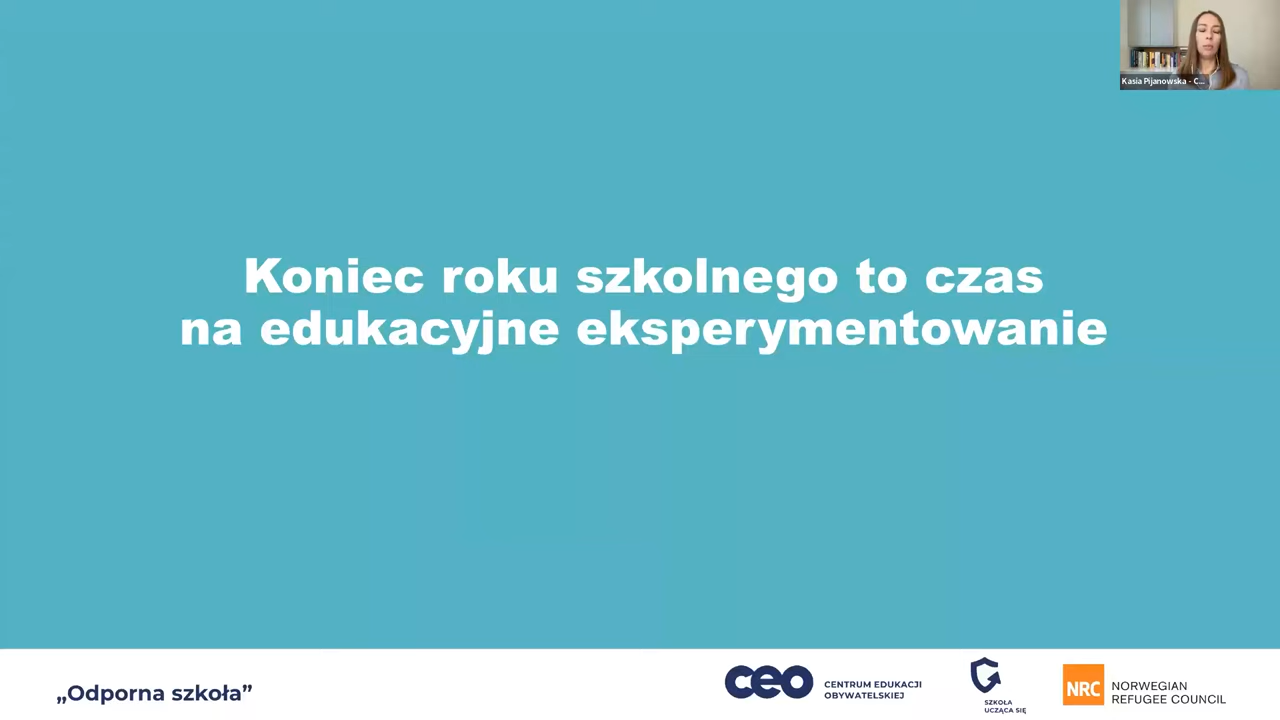 Kasia Pijanowska - C...
Koniec roku szkolnego to czas
na edukacyjne eksperymentowanie
„Odporna szkoła”
ceo
CENTRUM EDUKACJI
OBYWATELSKIEJ
SZKOŁA
UCZĄCA SIĘ
NRC
NORWEGIAN
REFUGEE COUNCIL